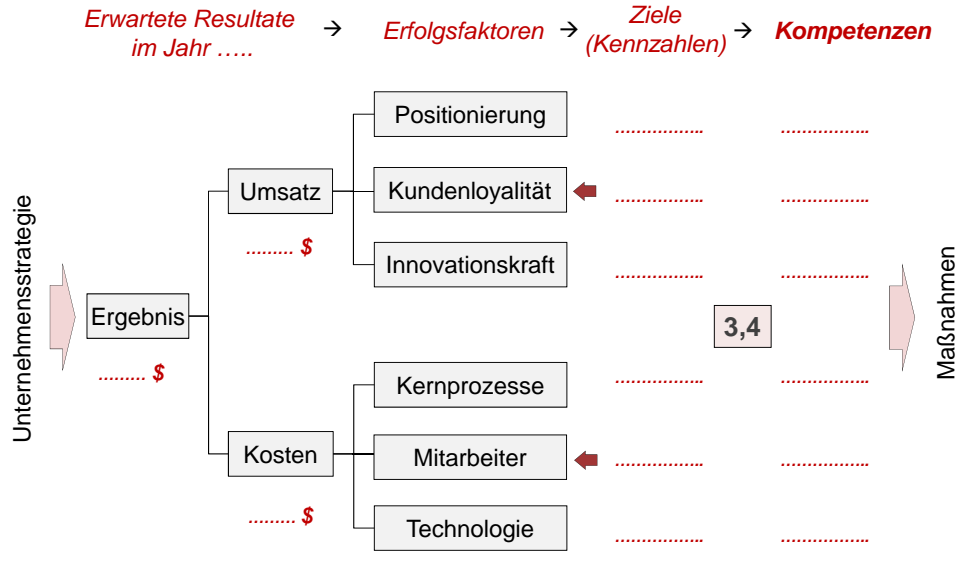 Erwartete Resultate
im Jahr …..
→
Erfolgsfaktoren
→
Ziele
(Kennzahlen)
→
Kompetenzen
Unternehmensstrategie
Ergebnis
......... $
Umsatz
......... $
Kosten
......... $
Positionierung
................. .................
Kundenloyalität
................. .................
Innovationskraft
................. .................
3,4
Kernprozesse
................. .................
Mitarbeiter
................. .................
Technologie
................. .................
Maßnahmen